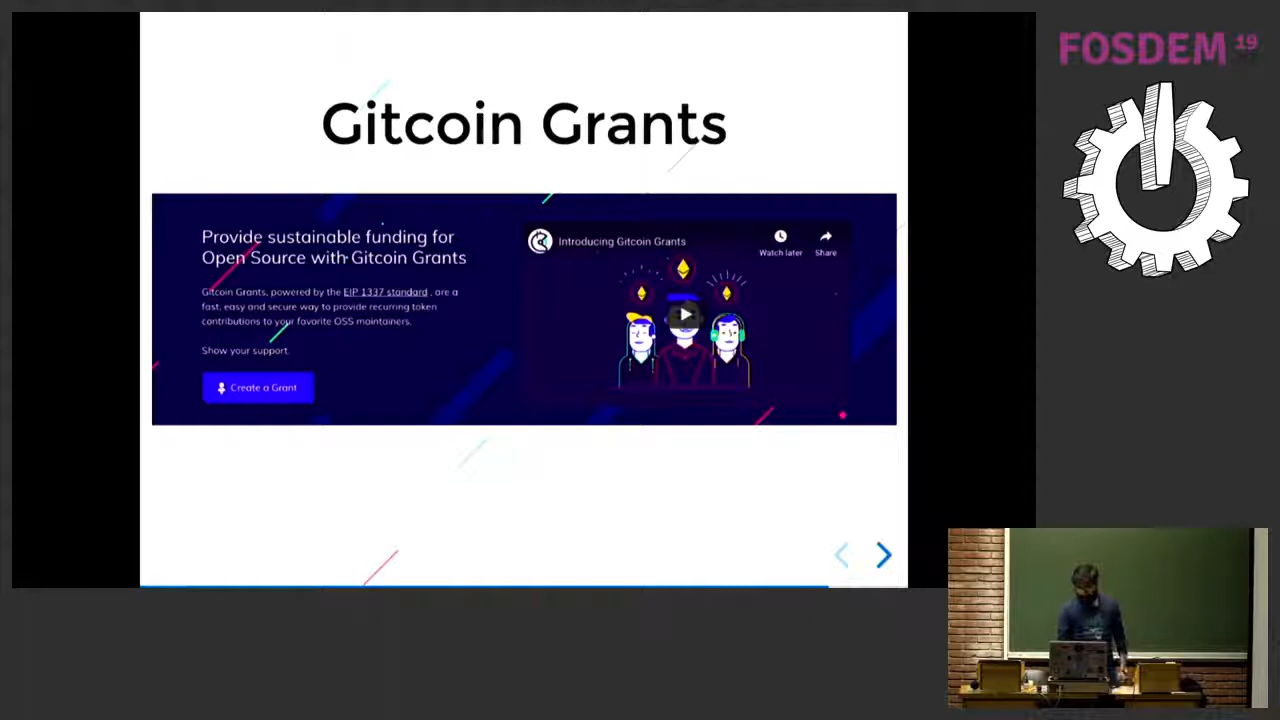 FOSDEM 19
Gitcoin Grants
Provide sustainable funding for
Open Source with Gitcoin Grants
Gitcoin Grants, powered by the EIP 1337 standard , are a
fast, easy and secure way to provide recurring token
contributions to your favorite OSS maintainers.
Show your support.
Create a Grant
Introducing Gitcoin Grants
Watch later
Share